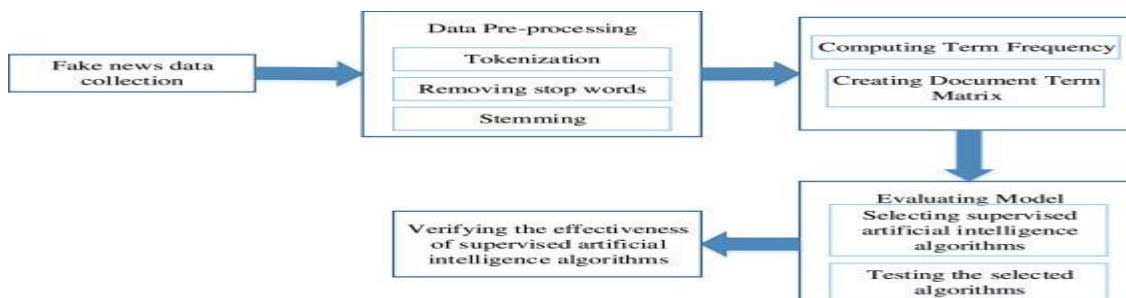 Fake news data
collection
Data Pre-processing
Tokenization
Removing stop words
Stemming
Computing Term Frequency
Creating Document Term
Matrix
Evaluating Model
Selecting supervised
artificial intelligence
algorithms
Testing the selected
algorithms
Verifying the effectiveness
of supervised artificial
intelligence algorithms